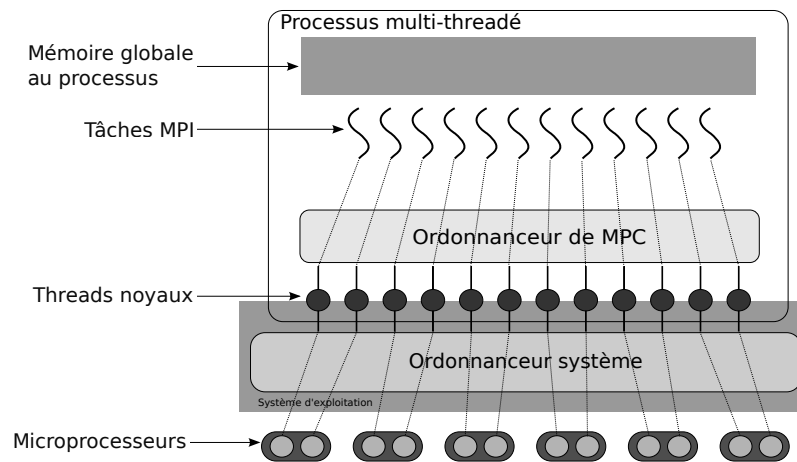 Processus multi-threadé
Mémoire globale
au processus
Tâches MPI
Ordonnanceur de MPC
Threads noyaux
Ordonnanceur système
Système d'exploitation
Microprocesseurs